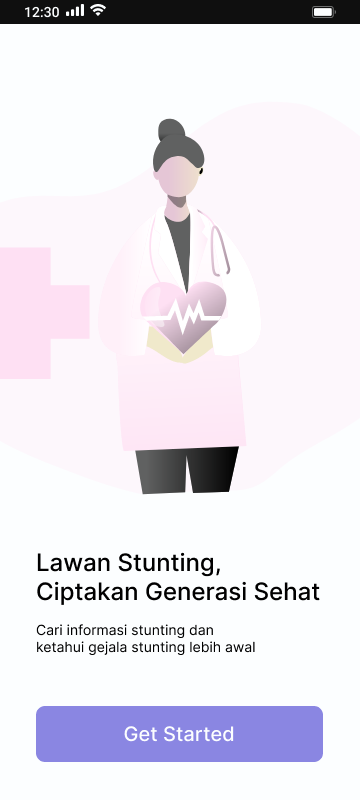 12:30
Lawan Stunting,
Ciptakan Generasi Sehat
Cari informasi stunting dan
ketahui gejala stunting lebih awal
Get Started